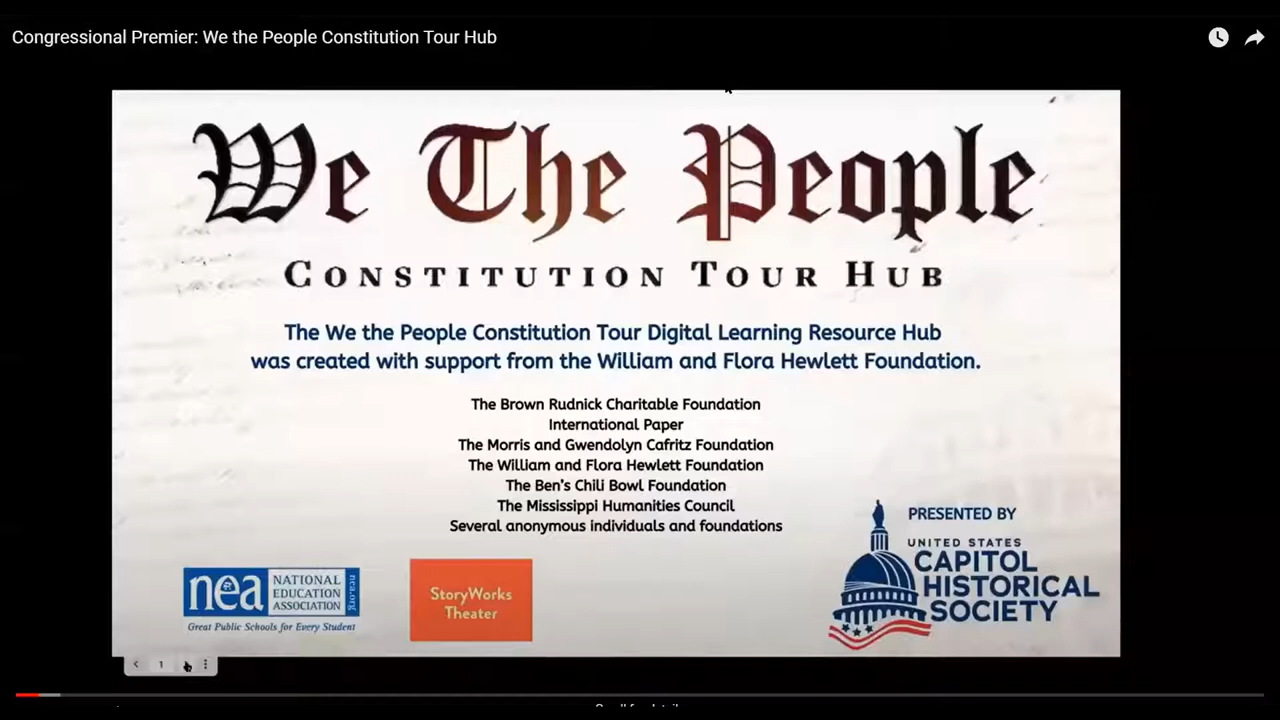 Congressional Premier: We the People Constitution Tour Hub
We The People
CONSTITUTION TOUR HUB
The We the People Constitution Tour Digital Learning Resource Hub
was created with support from the William and Flora Hewlett Foundation.
The Brown Rudnick Charitable Foundation
International Paper
The Morris and Gwendolyn Cafritz Foundation
The William and Flora Hewlett Foundation
The Ben's Chili Bowl Foundation
The Mississippi Humanities Council
Several anonymous individuals and foundations
nea
NATIONAL
EDUCATION
ASSOCIATION
nea.org
Great Public Schools for Every Student
StoryWorks
Theater
PRESENTED BY
UNITED STATES
CAPITOL
HISTORICAL
SOCIETY
1